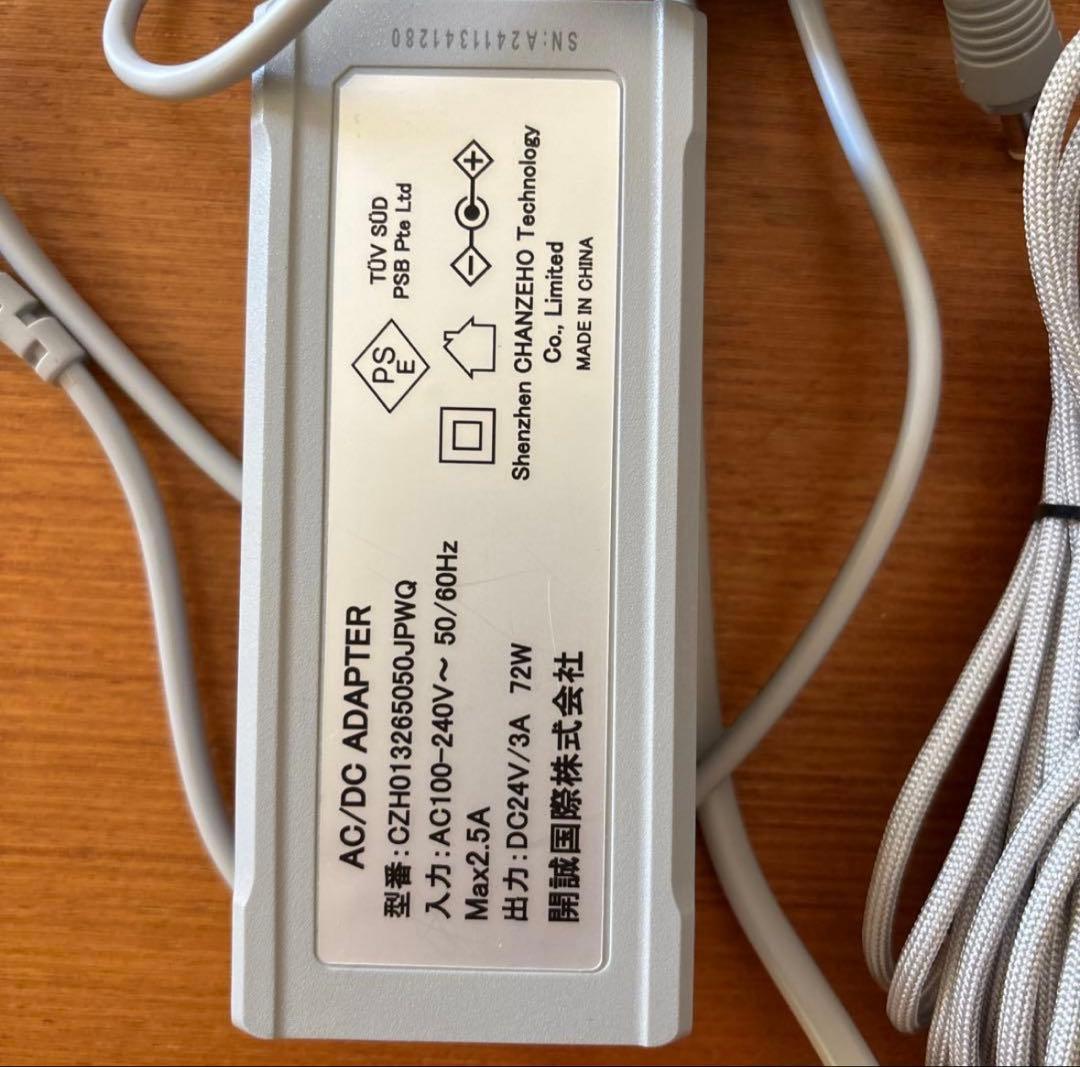 AC/DC ADAPTER
型番:CZH013265050JPWQ
入力:AC100-240V～ 50/60Hz
Max2.5A
出力:DC24V/3A 72W
開誠国際株式会社
PS
E
TÜV SÜD
PSB Pte Ltd
Shenzhen CHANZEHO Technology
Co., Limited
MADE IN CHINA
SN:A2411341280